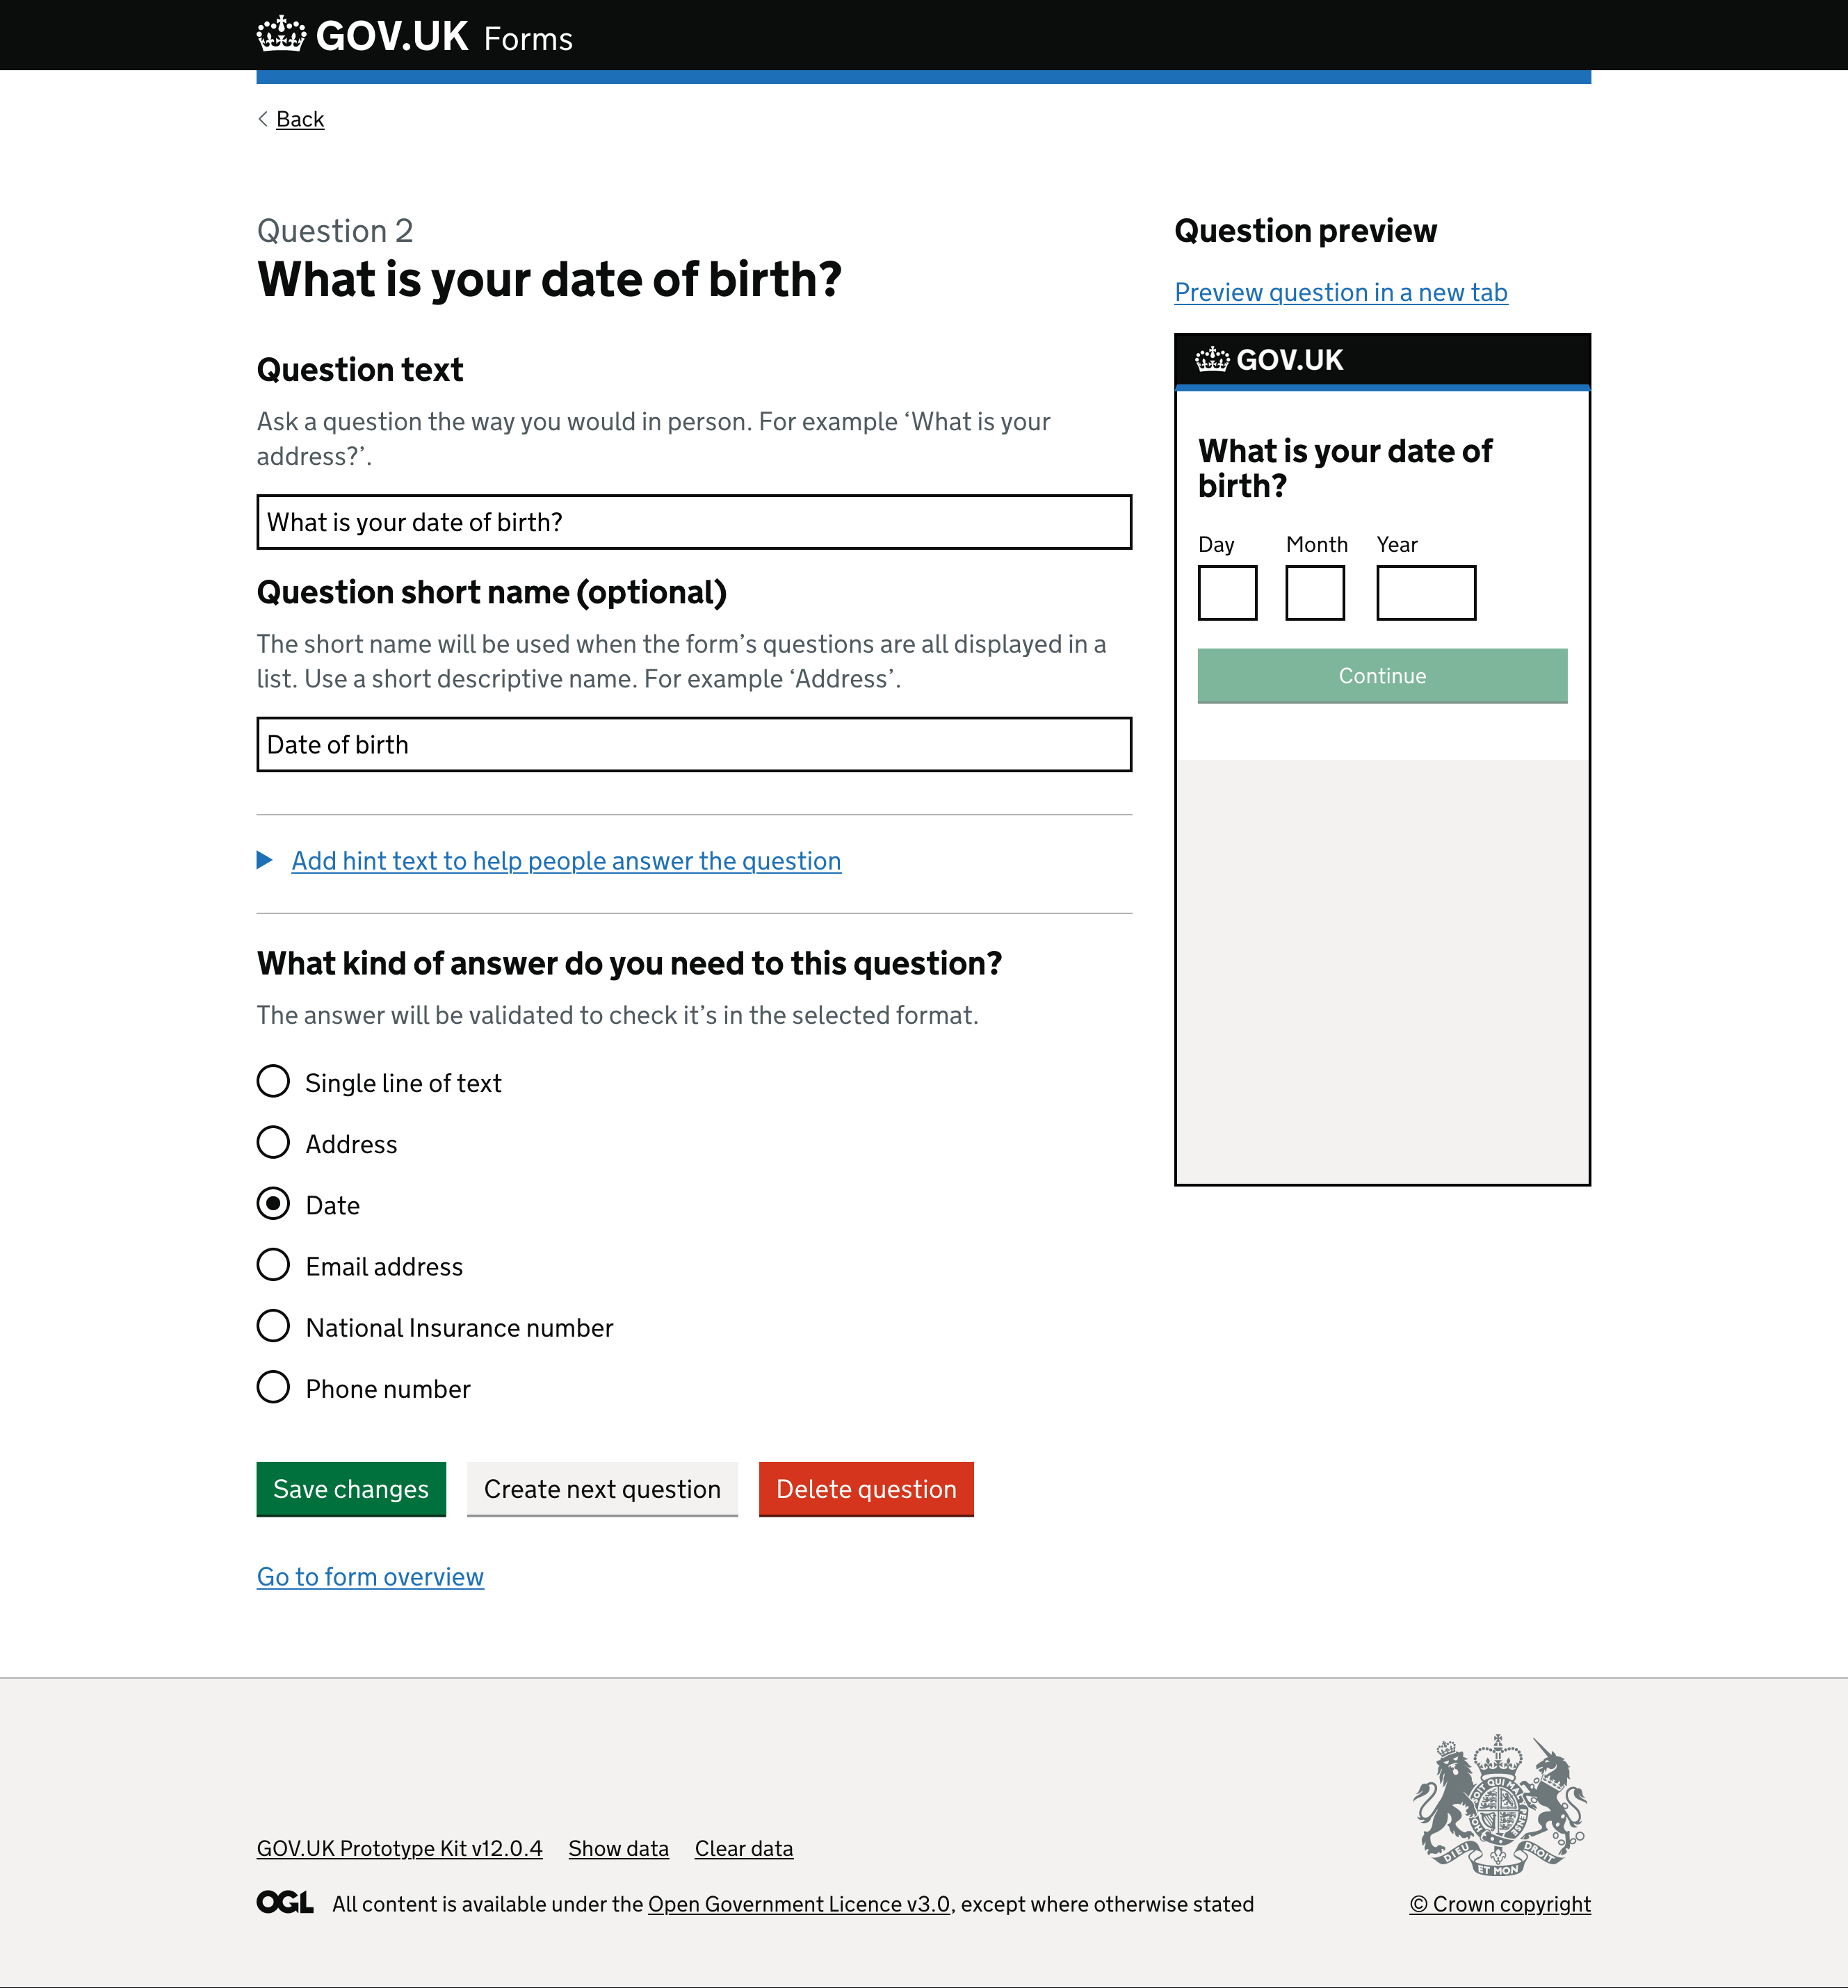 GOV.UK Forms
Back
Question 2
What is your date of birth?
Question text
Ask a question the way you would in person. For example ‘What is your
address?’.
What is your date of birth?
Question short name (optional)
The short name will be used when the form’s questions are all displayed in a
list. Use a short descriptive name. For example ‘Address’.
Date of birth
Add hint text to help people answer the question
What kind of answer do you need to this question?
The answer will be validated to check it’s in the selected format.
Single line of text
Address
Date
Email address
National Insurance number
Phone number
Save changes Create next question Delete question
Go to form overview
Question preview
Preview question in a new tab
GOV.UK
What is your date of
birth?
Day Month Year
Continue
GOV.UK Prototype Kit v12.0.4 Show data Clear data
OGL All content is available under the Open Government Licence v3.0, except where otherwise stated
DIEU ET MON DROIT
© Crown copyright